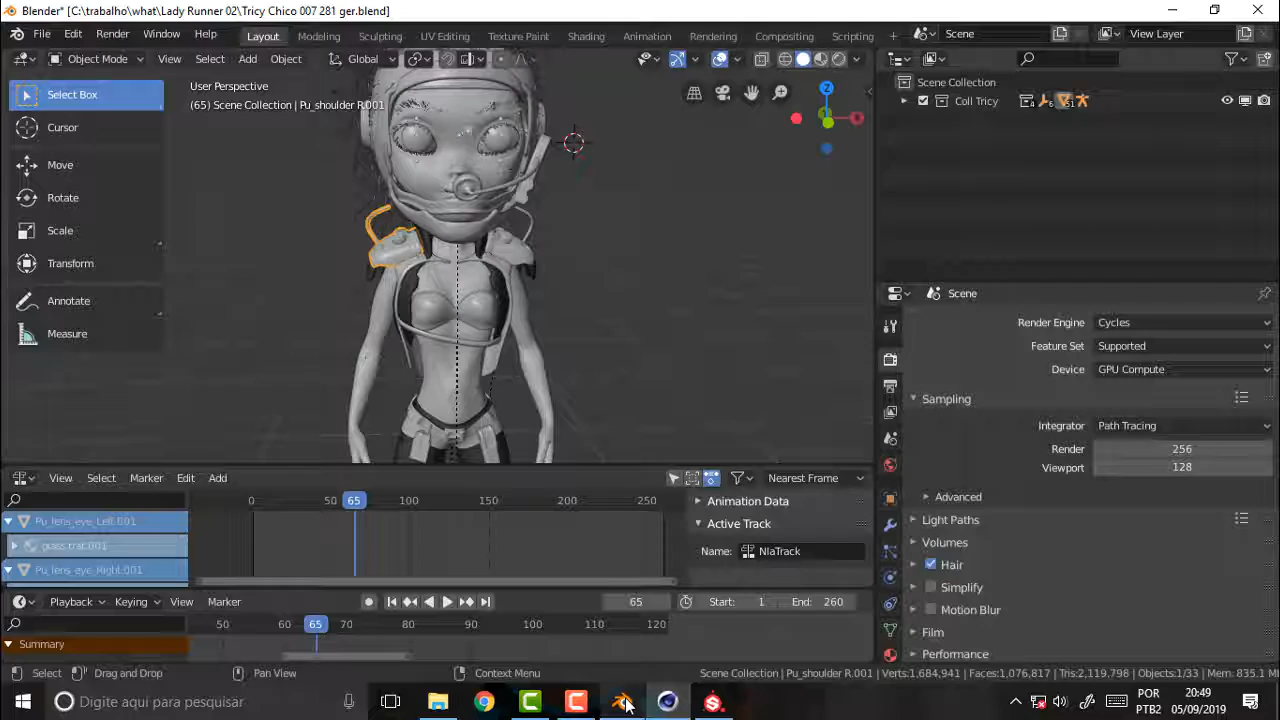 Blender* [C:\trabalho\what\Lady Runner 02\Tricy Chico 007 281 ger.blend]
File Edit Render Window Help Layout Modeling Sculpting UV Editing Texture Paint Shading Animation Rendering Compositing Scripting Scene View Layer
Object Mode View Select Add Object Global
Select Box
Cursor
Move
Rotate
Scale
Transform
Annotate
Measure
User Perspective
(65) Scene Collection | Pu_shoulder R.001
Z
Scene Collection
Coll Tricy
Scene
Render Engine Cycles
Feature Set Supported
Device GPU Compute
Sampling
Integrator Path Tracing
Render 256
Viewport 128
Advanced
Light Paths
Volumes
Hair
Simplify
Motion Blur
Film
Performance
View Select Marker Edit Add Nearest Frame
0 50 65 100 150 200 250
Pu_lens_eye_Left.001
Pu_lens_eye_Right.001
Animation Data
Active Track
Name: NlaTrack
Playback Keying View Marker 65 Start: 1 End: 260
50 60 65 70 80 90 100 110 120
Summary
Select Drag and Drop Pan View Context Menu Scene Collection | Pu_shoulder R.001 | Verts:1,684,941 | Faces:1,076,817 | Tris:2,119,798 | Objects:1/33 | Mem: 835.1 M
Digite aqui para pesquisar
POR
PTB2
20:49
05/09/2019